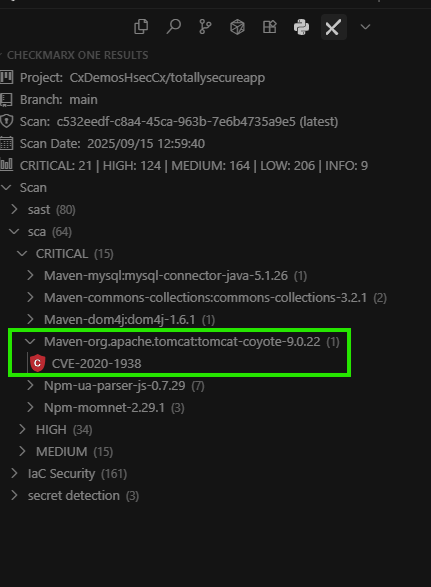 CHECKMARX ONE RESULTS
Project: CxDemosHsecCx/totallysecureapp
Branch: main
Scan: c532eedf-c8a4-45ca-963b-7e6b4735a9e5 (latest)
Scan Date: 2025/09/15 12:59:40
CRITICAL: 21 | HIGH: 124 | MEDIUM: 164 | LOW: 206 | INFO: 9
Scan
sast (80)
sca (64)
CRITICAL (15)
Maven-mysql:mysql-connector-java-5.1.26 (1)
Maven-commons-collections:commons-collections-3.2.1 (2)
Maven-dom4j:dom4j-1.6.1 (1)
Maven-org.apache.tomcat:tomcat-coyote-9.0.22 (1)
C CVE-2020-1938
Npm-ua-parser-js-0.7.29 (7)
Npm-momnet-2.29.1 (3)
HIGH (34)
MEDIUM (15)
IaC Security (161)
secret detection (3)